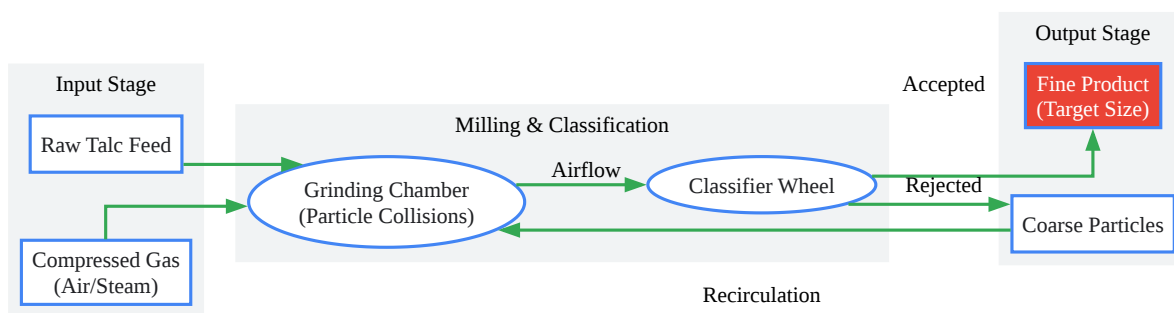 Input Stage
Raw Talc Feed
Compressed Gas
(Air/Steam)
Milling & Classification
Grinding Chamber
(Particle Collisions)
Airflow
Classifier Wheel
Accepted
Rejected
Recirculation
Output Stage
Fine Product
(Target Size)
Coarse Particles